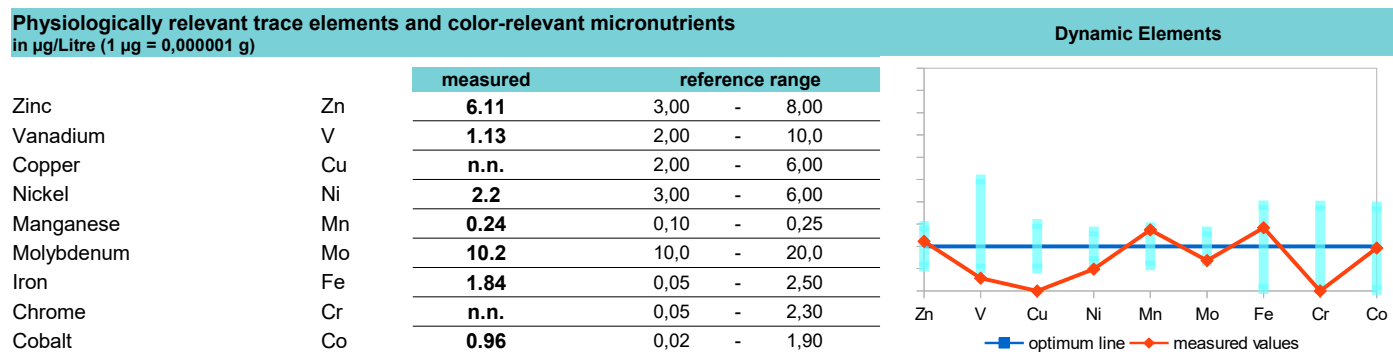 Physiologically relevant trace elements and color-relevant micronutrients
in µg/Litre (1 µg = 0,000001 g)
Dynamic Elements
measured reference range
Zinc Zn 6.11 3,00 - 8,00
Vanadium V 1.13 2,00 - 10,0
Copper Cu n.n. 2,00 - 6,00
Nickel Ni 2.2 3,00 - 6,00
Manganese Mn 0.24 0,10 - 0,25
Molybdenum Mo 10.2 10,0 - 20,0
Iron Fe 1.84 0,05 - 2,50
Chrome Cr n.n. 0,05 - 2,30
Cobalt Co 0.96 0,02 - 1,90
Zn V Cu Ni Mn Mo Fe Cr Co
optimum line measured values